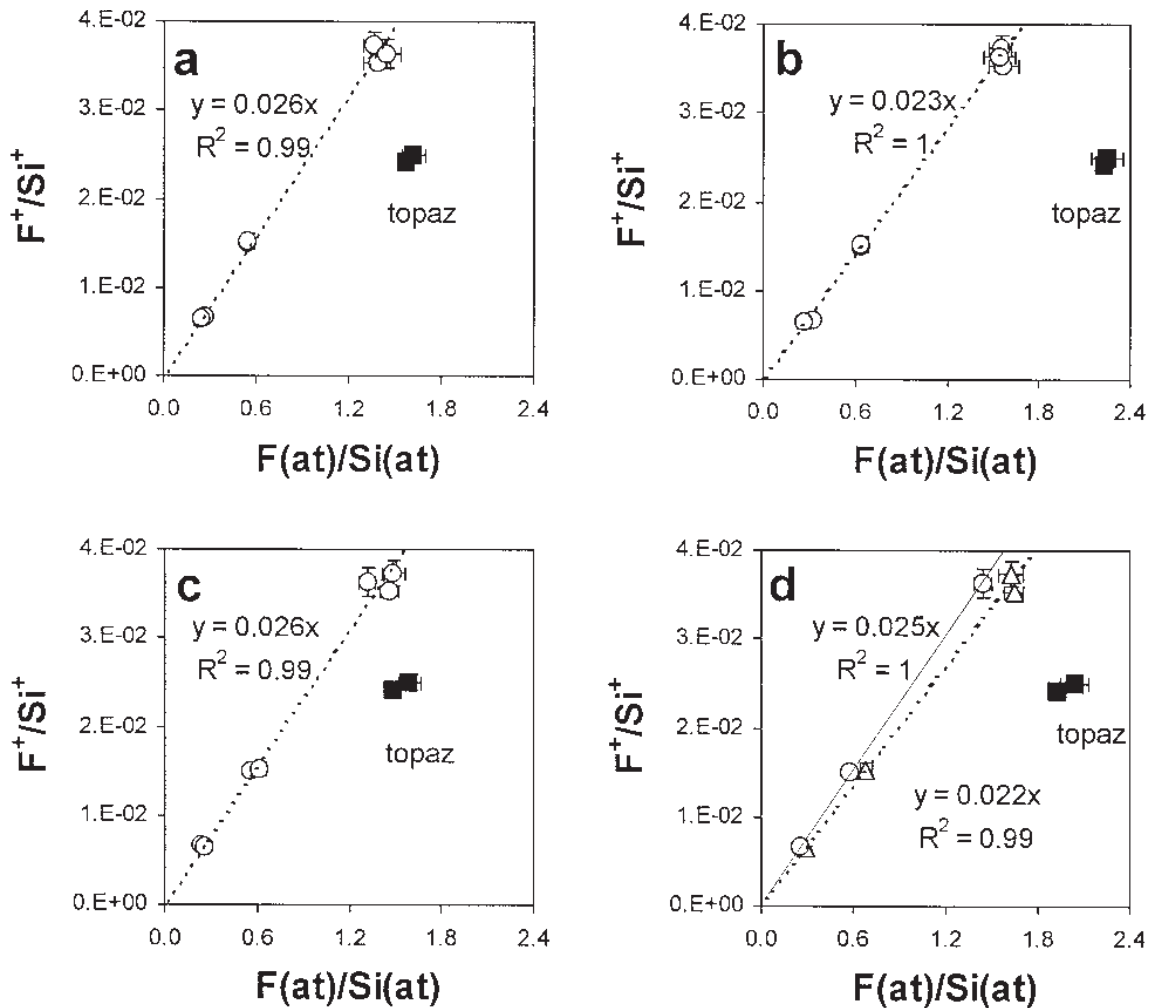 a
4.E-02
3.E-02
2.E-02
1.E-02
0.E+00
y = 0.026x
R² = 0.99
topaz
F⁺/Si⁺
0.0 0.6 1.2 1.8 2.4
F(at)/Si(at)
b
4.E-02
3.E-02
2.E-02
1.E-02
0.E+00
y = 0.023x
R² = 1
topaz
F⁺/Si⁺
0.0 0.6 1.2 1.8 2.4
F(at)/Si(at)
c
4.E-02
3.E-02
2.E-02
1.E-02
0.E+00
y = 0.026x
R² = 0.99
topaz
F⁺/Si⁺
0.0 0.6 1.2 1.8 2.4
F(at)/Si(at)
d
4.E-02
3.E-02
2.E-02
1.E-02
0.E+00
y = 0.025x
R² = 1
topaz
y = 0.022x
R² = 0.99
F⁺/Si⁺
0.0 0.6 1.2 1.8 2.4
F(at)/Si(at)